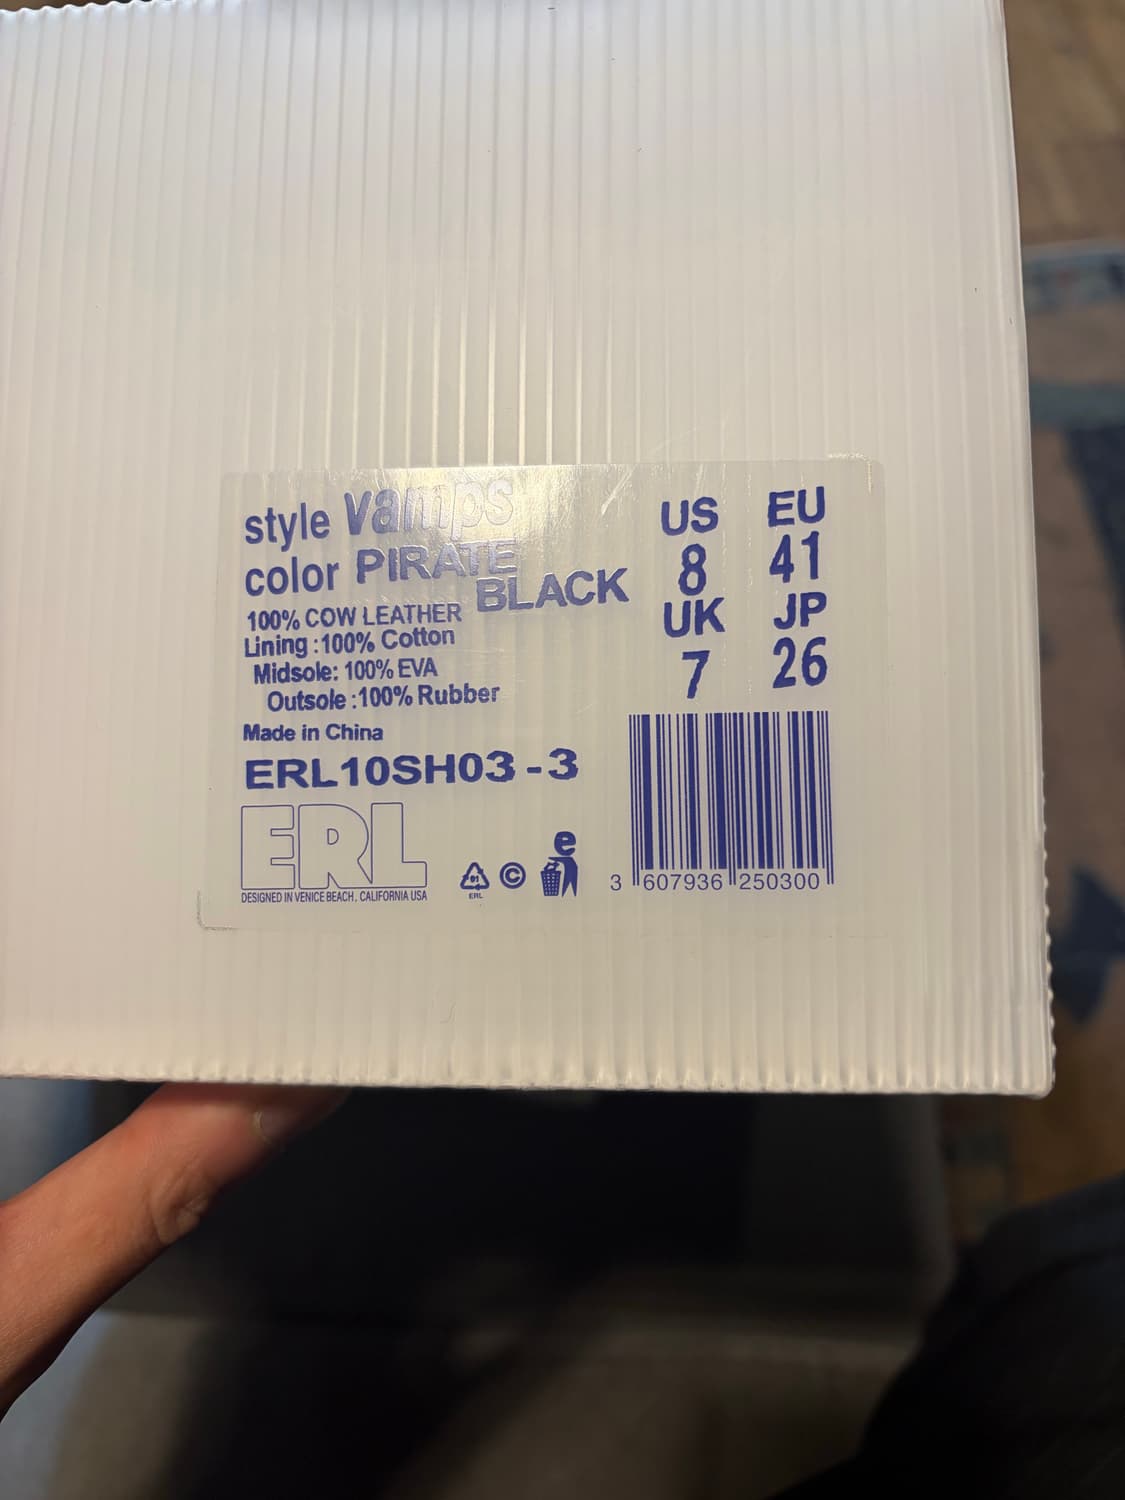 style vamps
color PIRATE
BLACK
100% COW LEATHER
Lining :100% Cotton
Midsole: 100% EVA
Outsole :100% Rubber
Made in China
ERL10SH03-3
ERL
DESIGNED IN VENICE BEACH, CALIFORNIA USA
01
ERL
©
e
US EU
8 41
UK JP
7 26
3 607936 250300